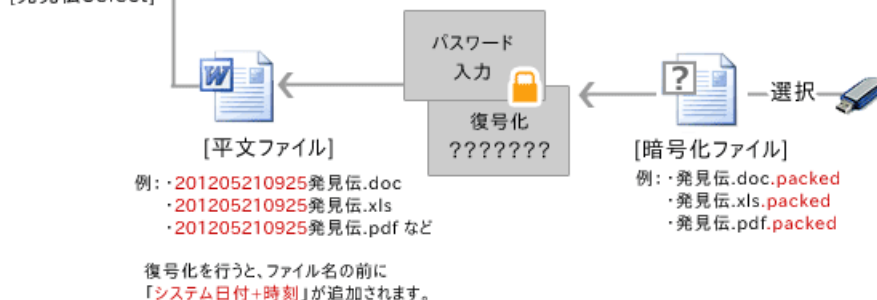 パスワード
入力
復号化
???????
W
?
選択
[平文ファイル]
[暗号化ファイル]
例：・201205210925発見伝.doc
・201205210925発見伝.xls
・201205210925発見伝.pdf など
例：・発見伝.doc.packed
・発見伝.xls.packed
・発見伝.pdf.packed
復号化を行うと、ファイル名の前に
「システム日付+時刻」が追加されます。